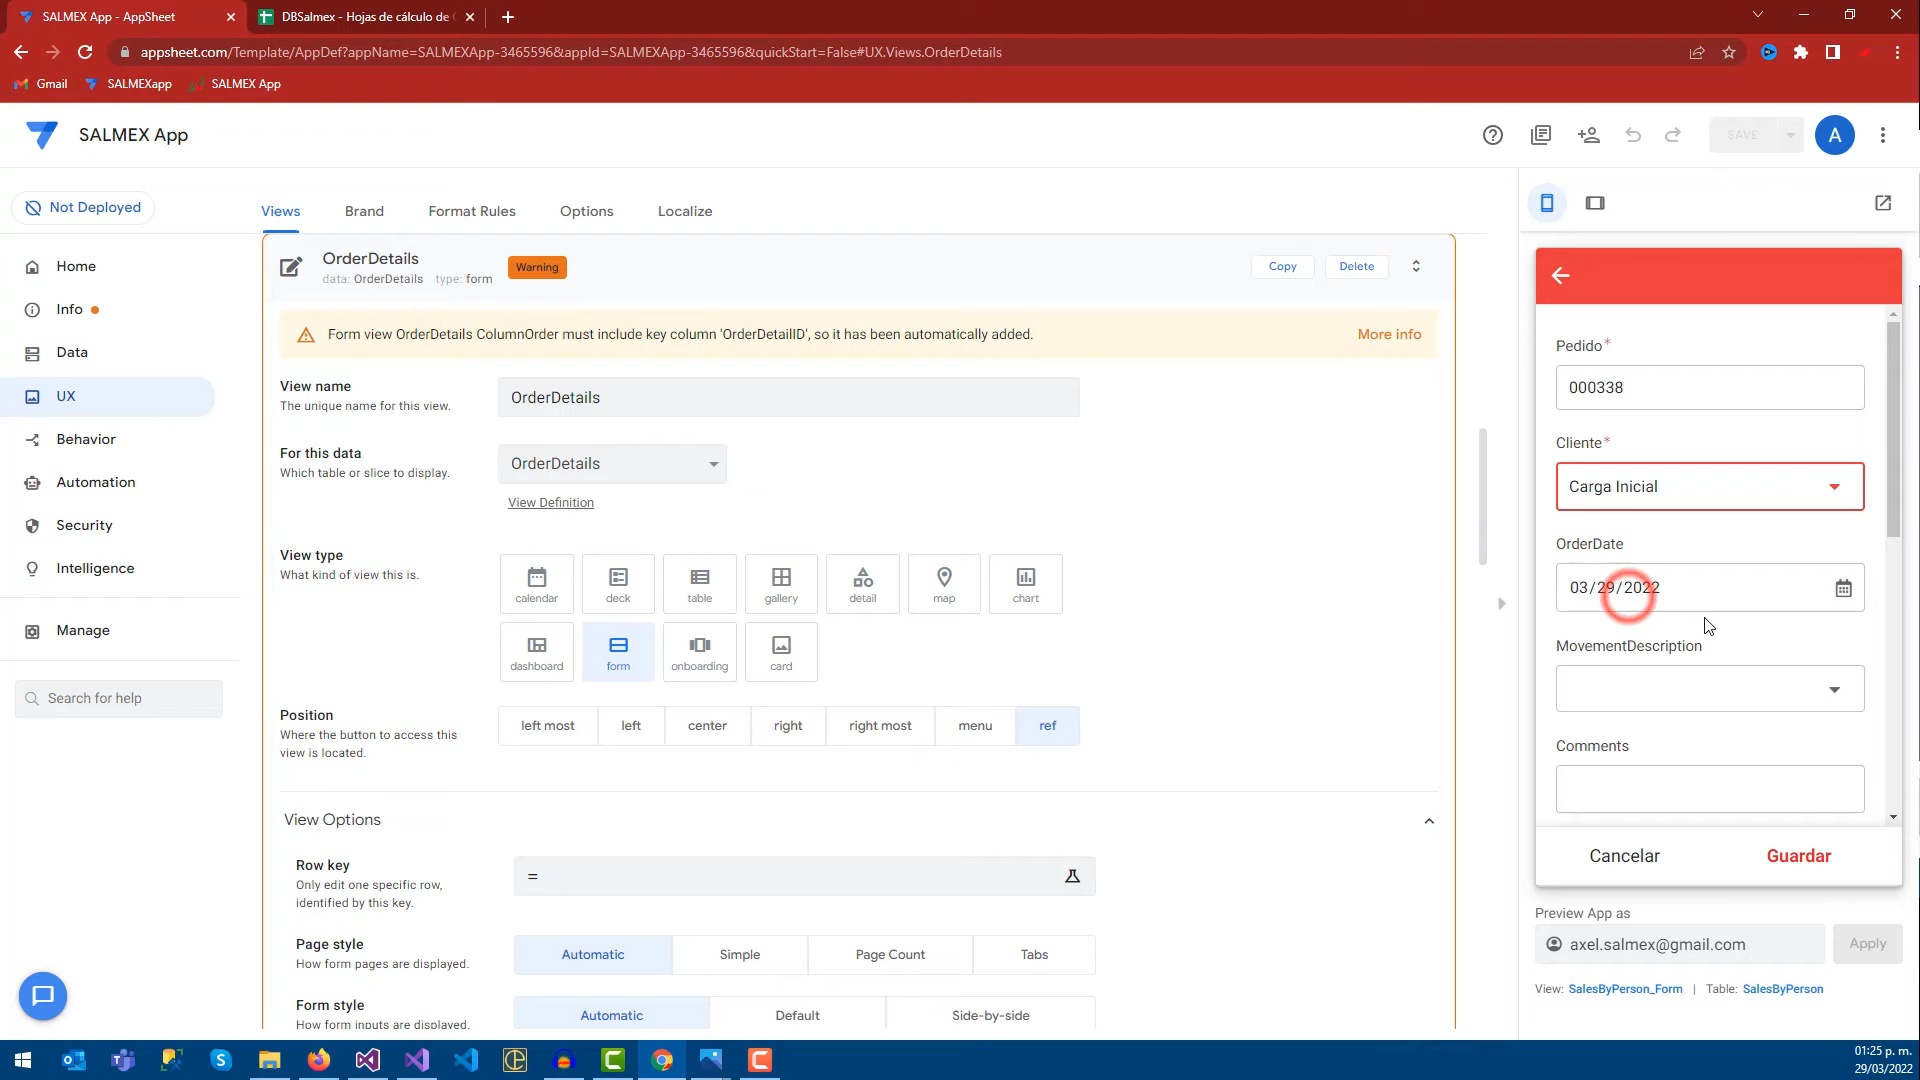 SALMEX App - AppSheet
DBSalmex - Hojas de cálculo de
appsheet.com/Template/AppDef?appName=SALMEXApp-3465596&appId=SALMEXApp-3465596&quickStart=False#UX.Views.OrderDetails
Gmail SALMEXapp SALMEX App
SALMEX App
SAVE
A
Not Deployed
Views Brand Format Rules Options Localize
Home
Info
Data
UX
Behavior
Automation
Security
Intelligence
Manage
Search for help
OrderDetails
data: OrderDetails type: form
Warning
Copy
Delete
Form view OrderDetails ColumnOrder must include key column 'OrderDetailID', so it has been automatically added.
More info
View name
The unique name for this view.
OrderDetails
For this data
Which table or slice to display.
OrderDetails
View Definition
View type
What kind of view this is.
calendar deck table gallery detail map chart
dashboard form onboarding card
Position
Where the button to access this
view is located.
left most left center right right most menu ref
View Options
Row key
Only edit one specific row,
identified by this key.
=
Page style
How form pages are displayed.
Automatic Simple Page Count Tabs
Form style
How form inputs are displayed.
Automatic Default Side-by-side
Pedido*
000338
Cliente*
Carga Inicial
OrderDate
03/29/2022
MovementDescription
Comments
Cancelar Guardar
Preview App as
axel.salmex@gmail.com
Apply
View: SalesByPerson_Form | Table: SalesByPerson
01:25 p. m.
29/03/2022